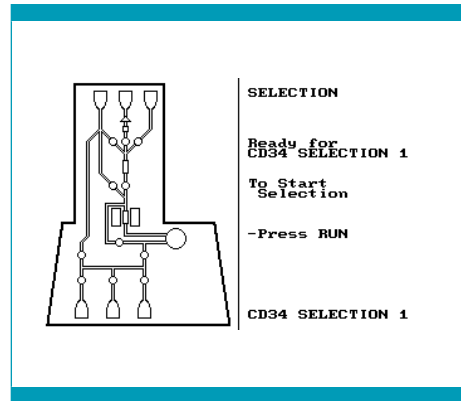 SELECTION
Ready for
CD34 SELECTION 1
To Start
Selection
-Press RUN
CD34 SELECTION 1